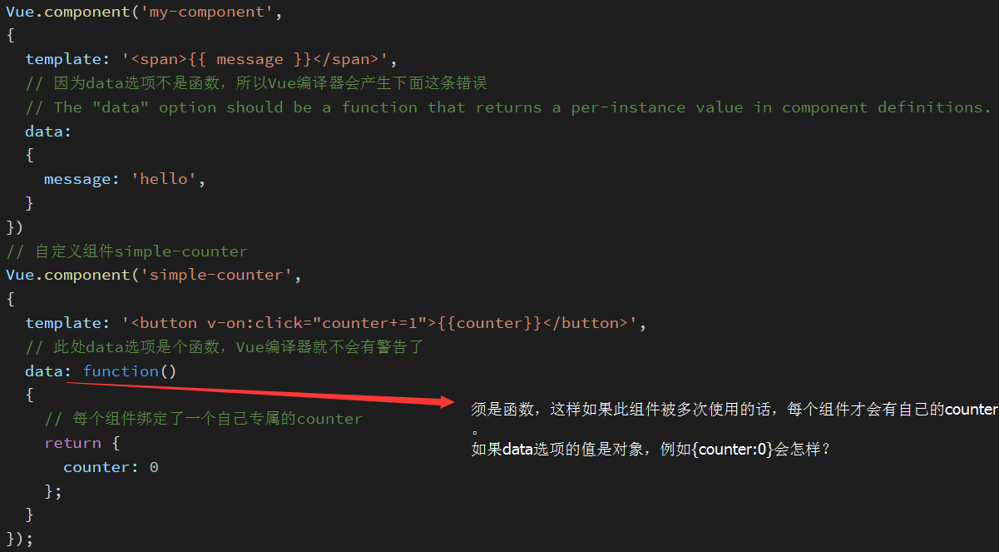 Vue.component('my-component',
{
  template: '<span>{{ message }}</span>',
  // 因为data选项不是函数，所以Vue编译器会产生下面这条错误
  // The "data" option should be a function that returns a per-instance value in component definitions.
  data:
  {
    message: 'hello',
  }
})
// 自定义组件simple-counter
Vue.component('simple-counter',
{
  template: '<button v-on:click="counter+=1">{{counter}}</button>',
  // 此处data选项是个函数，Vue编译器就不会有警告了
  data: function()
  {
    // 每个组件绑定了一个自己专属的counter
    return {
      counter: 0
    };
  }
});
须是函数，这样如果此组件被多次使用的话，每个组件才会有自己的counter
。
如果data选项的值是对象，例如{counter:0}会怎样？